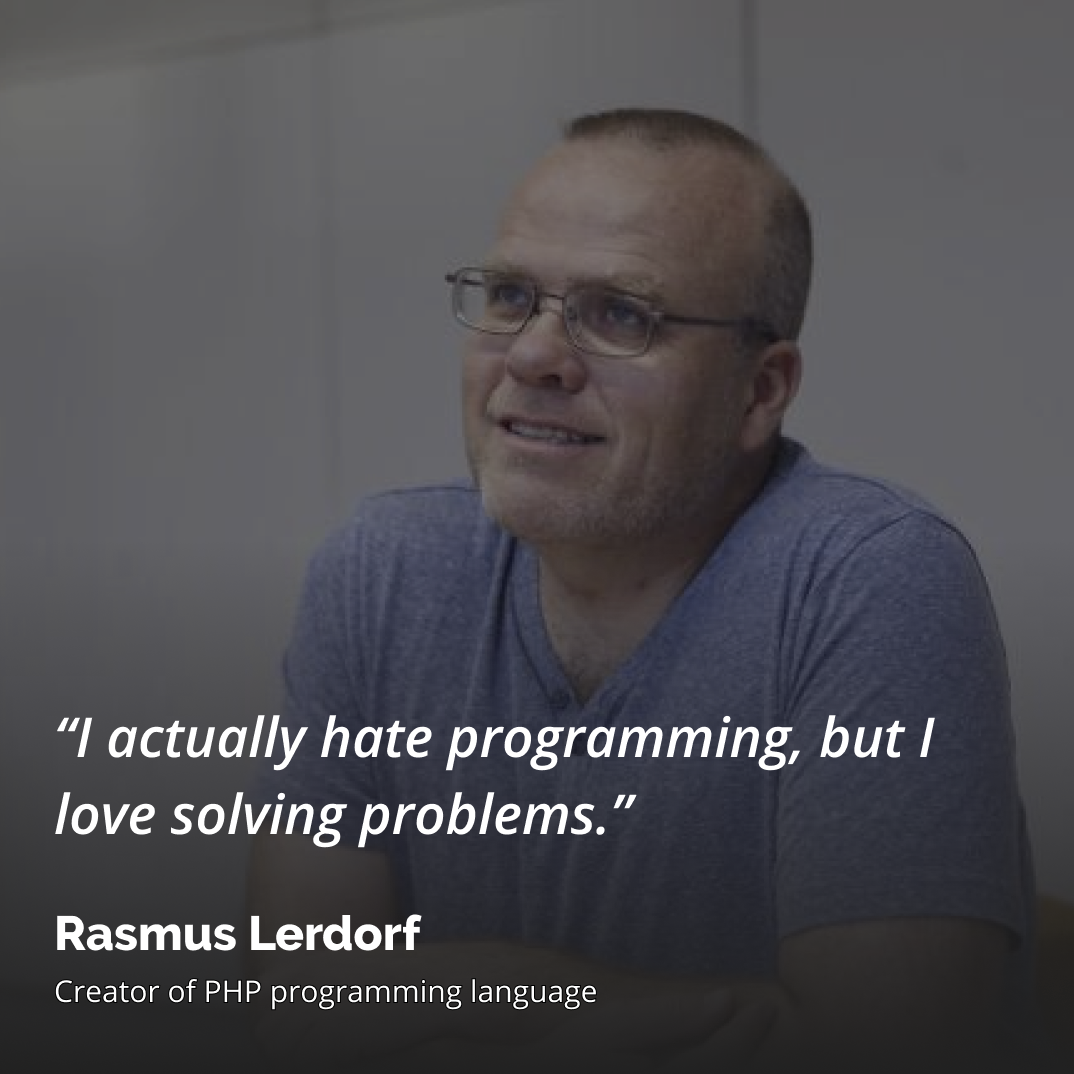 “I actually hate programming, but I
love solving problems.”
Rasmus Lerdorf
Creator of PHP programming language